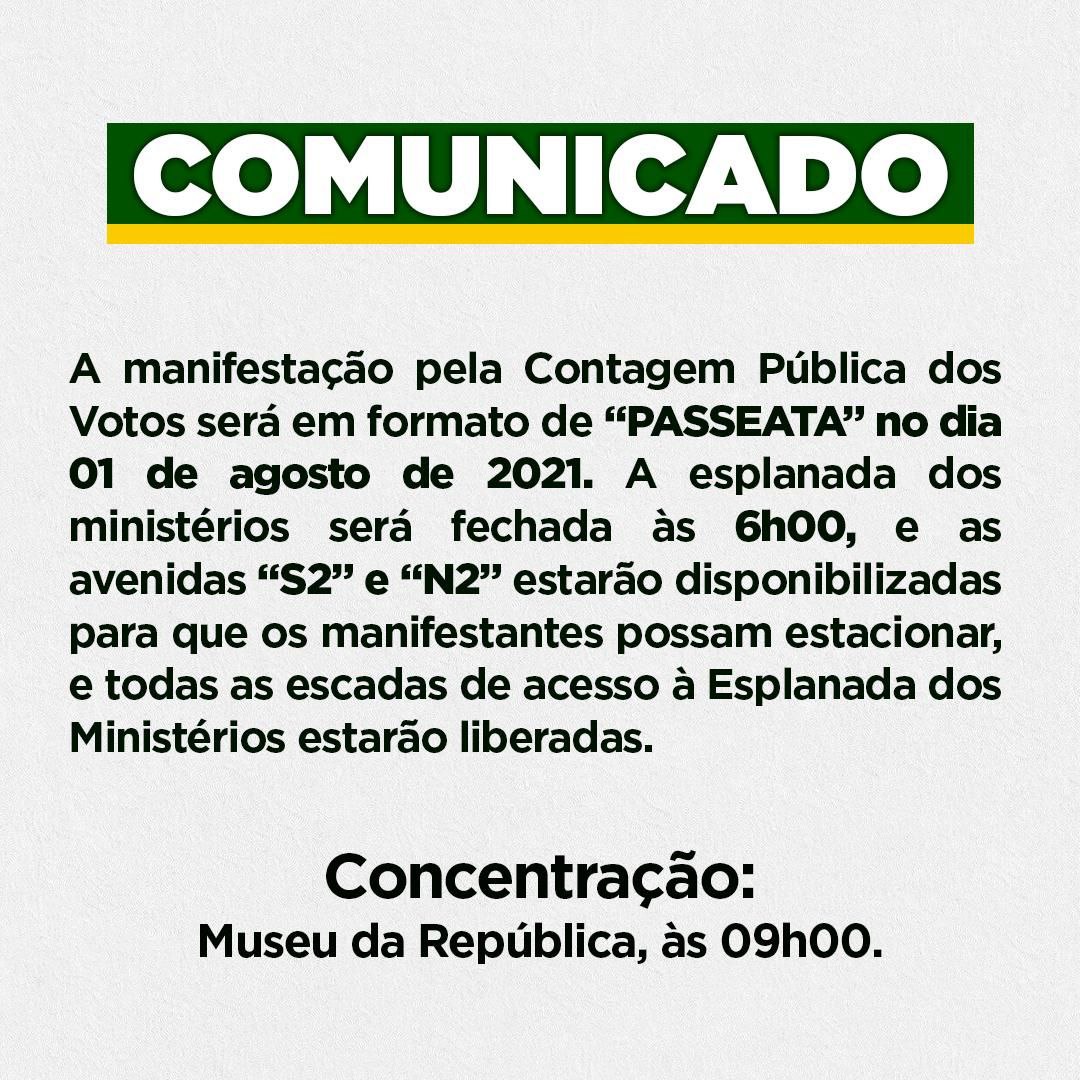 COMUNICADO
A manifestação pela Contagem Pública dos
Votos será em formato de “PASSEATA” no dia
01 de agosto de 2021. A esplanada dos
ministérios será fechada às 6h00, e as
avenidas “S2” e “N2” estarão disponibilizadas
para que os manifestantes possam estacionar,
e todas as escadas de acesso à Esplanada dos
Ministérios estarão liberadas.
Concentração:
Museu da República, às 09h00.